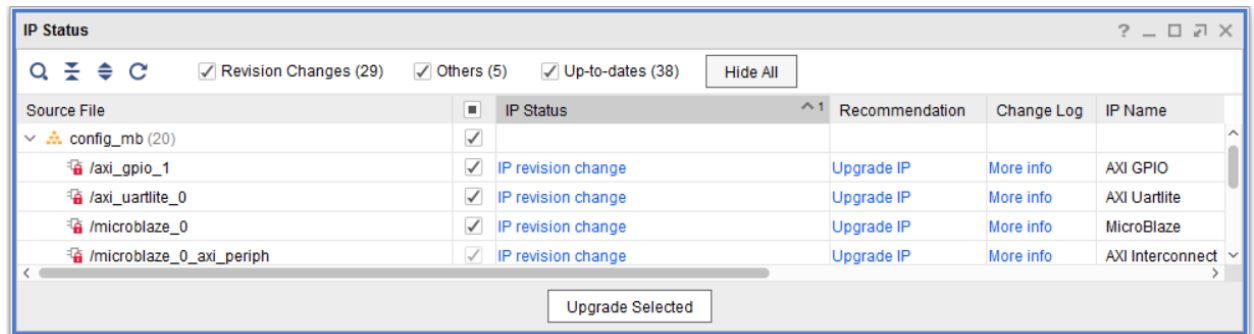 IP Status
Revision Changes (29) Others (5) Up-to-dates (38) Hide All
Source File IP Status 1 Recommendation Change Log IP Name
config_mb (20)
/axi_gpio_1 IP revision change Upgrade IP More info AXI GPIO
/axi_uartlite_0 IP revision change Upgrade IP More info AXI Uartlite
/microblaze_0 IP revision change Upgrade IP More info MicroBlaze
/microblaze_0_axi_periph IP revision change Upgrade IP More info AXI Interconnect
Upgrade Selected